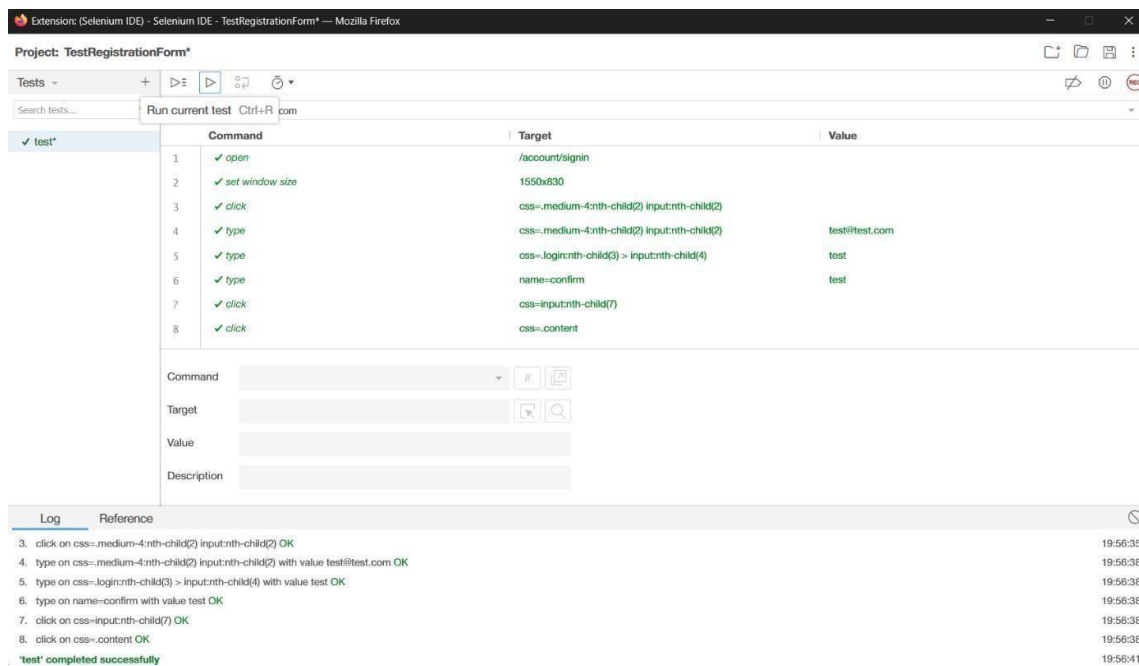 Extension: (Selenium IDE) - Selenium IDE - TestRegistrationForm* — Mozilla Firefox
Project: TestRegistrationForm*
Tests
Search tests...
Run current test Ctrl+R
com
✓ test*
Command Target Value
1 ✓ open /account/signin
2 ✓ set window size 1550x830
3 ✓ click css=.medium-4:nth-child(2) input:nth-child(2)
4 ✓ type css=.medium-4:nth-child(2) input:nth-child(2) test@test.com
5 ✓ type css=.login:nth-child(3) > input:nth-child(4) test
6 ✓ type name=confirm test
7 ✓ click css=input:nth-child(7)
8 ✓ click css=.content
Command //
Target
Value
Description
Log Reference
3. click on css=.medium-4:nth-child(2) input:nth-child(2) OK 19:56:35
4. type on css=.medium-4:nth-child(2) input:nth-child(2) with value test@test.com OK 19:56:38
5. type on css=.login:nth-child(3) > input:nth-child(4) with value test OK 19:56:38
6. type on name=confirm with value test OK 19:56:38
7. click on css=input:nth-child(7) OK 19:56:38
8. click on css=.content OK 19:56:38
'test' completed successfully 19:56:41